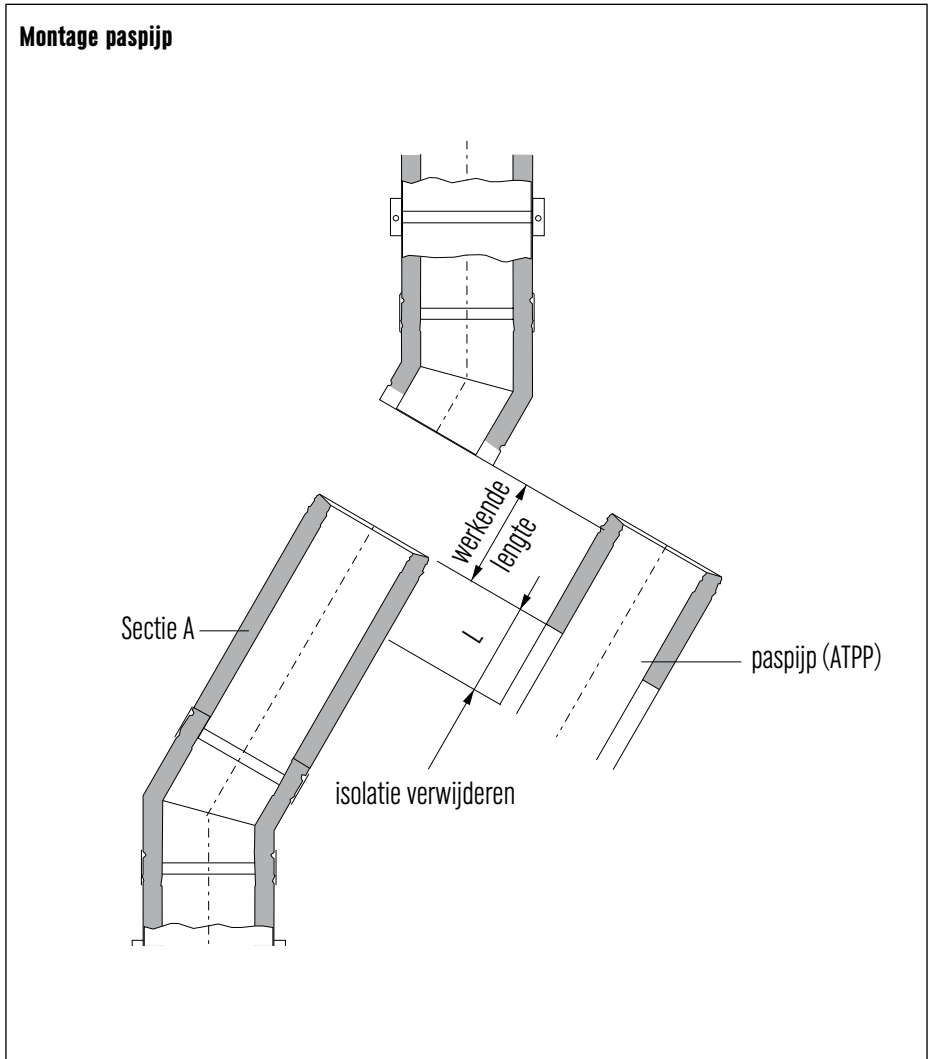 Montage paspijp
werkende
lengte
Sectie A
L
paspijp (ATPP)
isolatie verwijderen